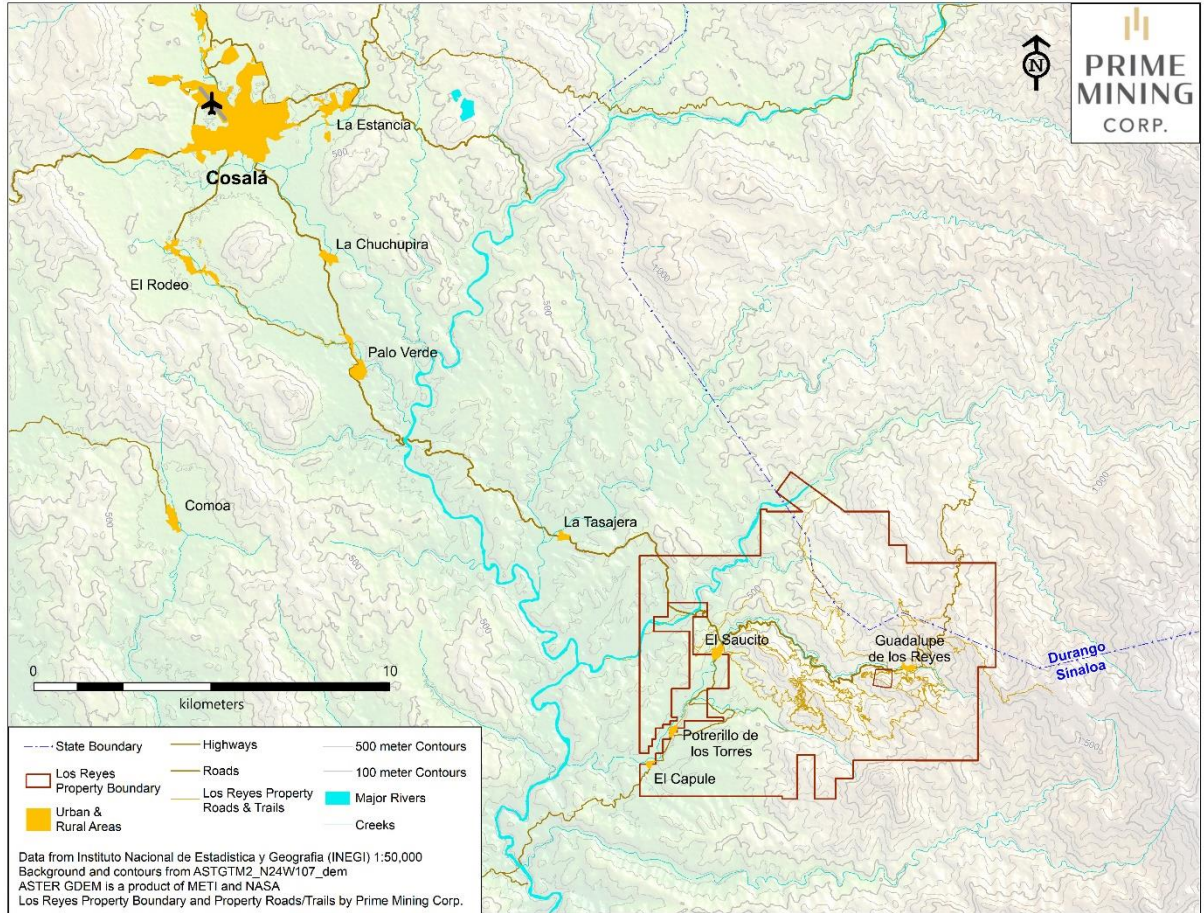 PRIME
MINING
CORP.
N
La Estancia
500
Cosalá
La Chuchupira
El Rodeo
1000
500
Palo Verde
1000
Comoa
500
La Tasajera
500
500
500
El Saucito
Guadalupe
de los Reyes
Durango
Sinaloa
0 10
kilometers
1500
Potrerillo de
los Torres
El Capule
State Boundary
Los Reyes
Property Boundary
Urban &
Rural Areas
Highways
Roads
Los Reyes Property
Roads & Trails
500 meter Contours
100 meter Contours
Major Rivers
Creeks
Data from Instituto Nacional de Estadistica y Geografia (INEGI) 1:50,000
Background and contours from ASTGTM2_N24W107_dem
ASTER GDEM is a product of METI and NASA
Los Reyes Property Boundary and Property Roads/Trails by Prime Mining Corp.